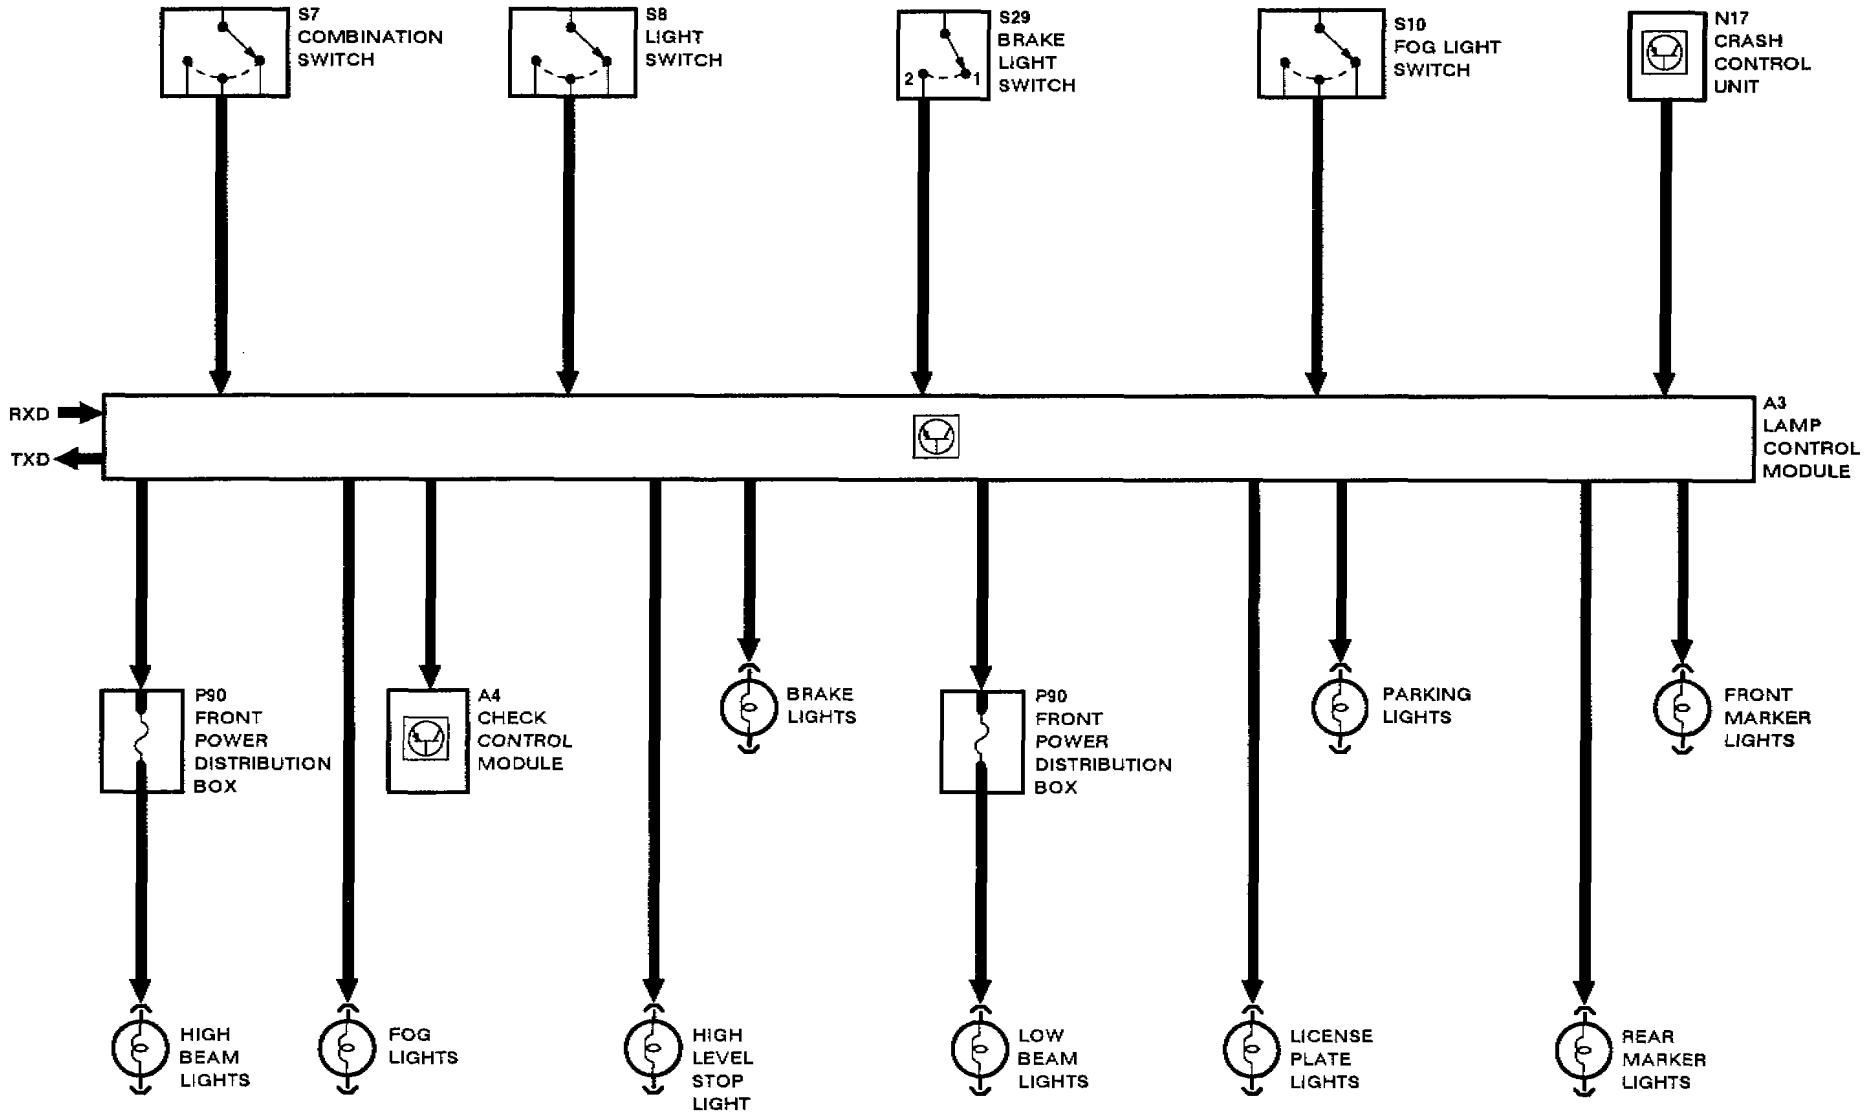 S7
COMBINATION
SWITCH
S8
LIGHT
SWITCH
S29
BRAKE
LIGHT
SWITCH
2
1
S10
FOG LIGHT
SWITCH
N17
CRASH
CONTROL
UNIT
RXD
TXD
A3
LAMP
CONTROL
MODULE
P90
FRONT
POWER
DISTRIBUTION
BOX
A4
CHECK
CONTROL
MODULE
BRAKE
LIGHTS
P90
FRONT
POWER
DISTRIBUTION
BOX
PARKING
LIGHTS
FRONT
MARKER
LIGHTS
HIGH
BEAM
LIGHTS
FOG
LIGHTS
HIGH
LEVEL
STOP
LIGHT
LOW
BEAM
LIGHTS
LICENSE
PLATE
LIGHTS
REAR
MARKER
LIGHTS